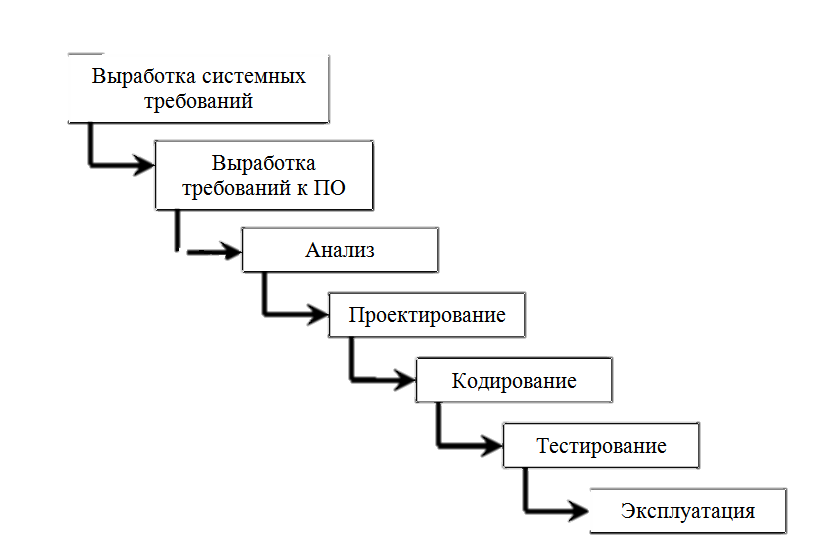 Выработка системных
требований
Выработка
требований к ПО
Анализ
Проектирование
Кодирование
Тестирование
Эксплуатация